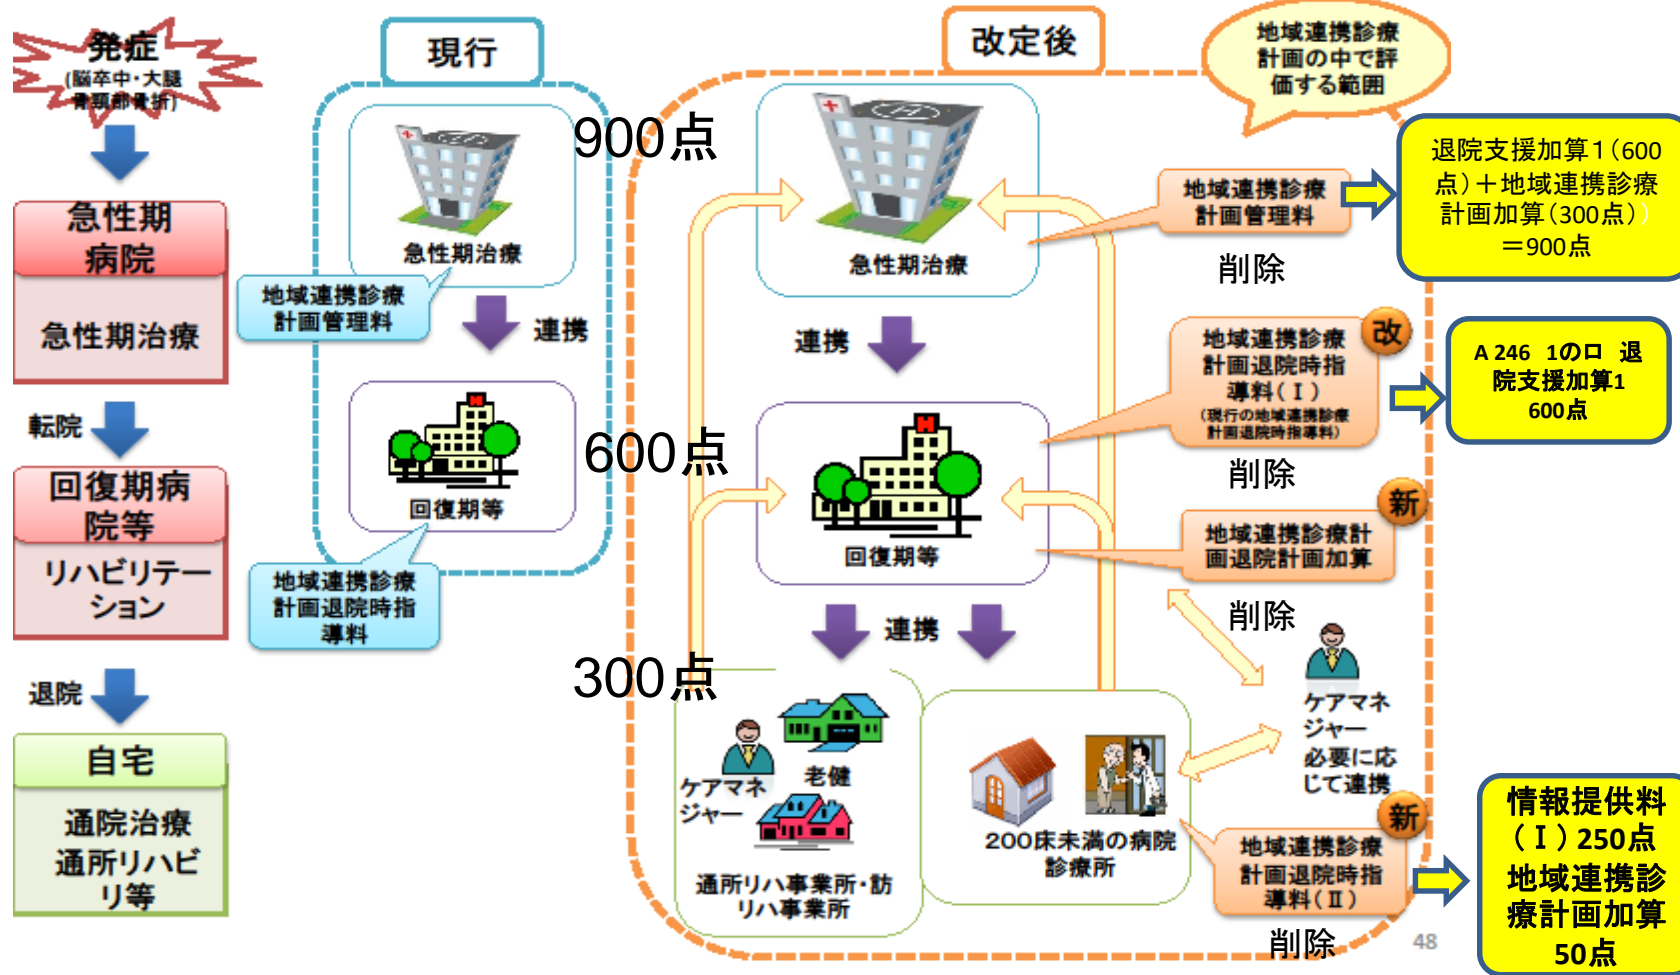 発症
(脳卒中・大腿
骨頸部骨折)
急性期
病院
急性期治療
転院
回復期病
院等
リハビリテー
ション
退院
自宅
通院治療
通所リハビ
リ等
現行
急性期治療
地域連携診療
計画管理料
連携
回復期等
地域連携診療
計画退院時指
導料
900点
600点
300点
改定後
地域連携診療
計画の中で評
価する範囲
急性期治療
地域連携診療
計画管理料
削除
退院支援加算1(600
点)+地域連携診療
計画加算(300点))
=900点
連携
地域連携診療
計画退院時指
導料(Ⅰ)
(現行の地域連携診療
計画退院時指導料)
改
削除
A 246 1のロ 退
院支援加算1
600点
回復期等
新
地域連携診療計
画退院計画加算
削除
連携
ケアマネ
ジャー
老健
通所リハ事業所・訪
リハ事業所
200床未満の病院
診療所
ケアマネ
ジャー
必要に応
じて連携
新
地域連携診療
計画退院時指
導料(Ⅱ)
削除
情報提供料
(Ⅰ)250点
地域連携診
療計画加算
50点
48